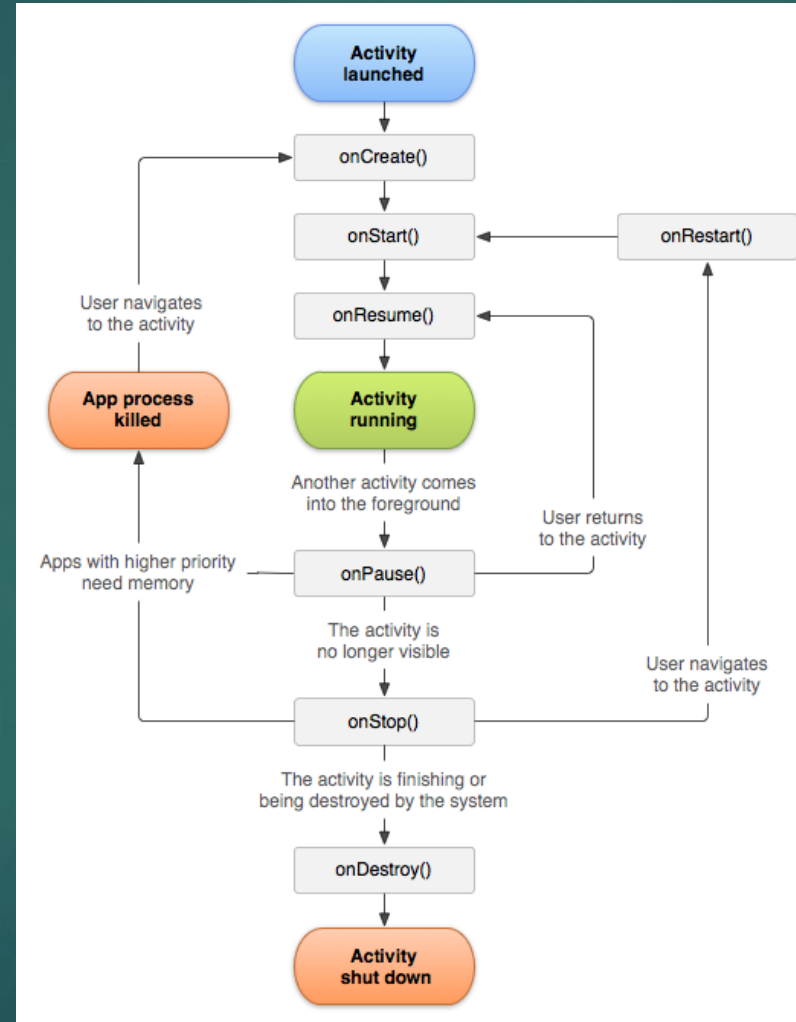 Activity
launched
onCreate()
onStart()
onRestart()
onResume()
User navigates
to the activity
App process
killed
Activity
running
Another activity comes
into the foreground
User returns
to the activity
Apps with higher priority
need memory
onPause()
The activity is
no longer visible
User navigates
to the activity
onStop()
The activity is finishing or
being destroyed by the system
onDestroy()
Activity
shut down